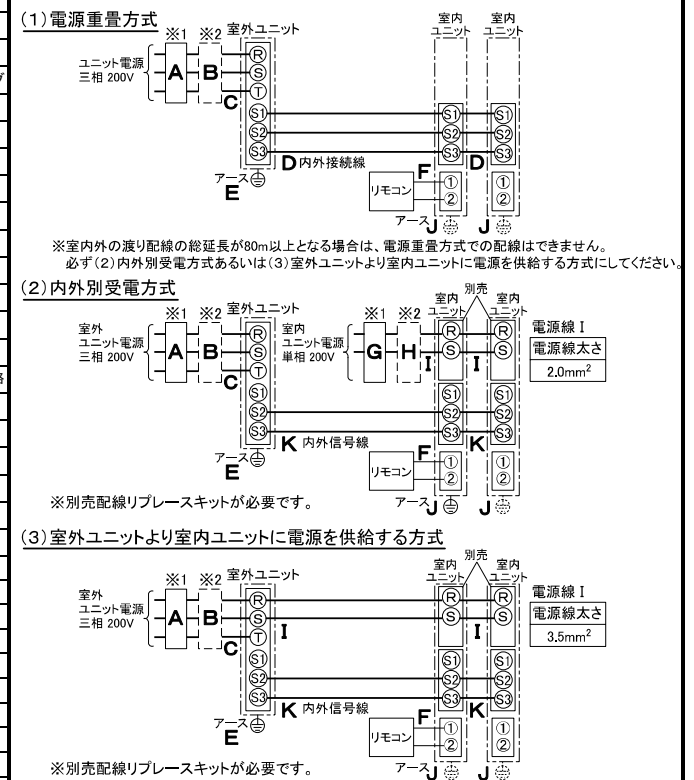 (1)電源重畳方式
※1 ※2 室外ユニット
室内
ユニット
室内
ユニット
ユニット電源
三相 200V
A B
C
R
S
T
S1
S2
S3
S1
S2
S3
S1
S2
S3
D 内外接続線
F
D
アース
E
リモコン
①
②
①
②
アース J
J
※室内外の渡り配線の総延長が80m以上となる場合は、電源重畳方式での配線はできません。
必ず(2)内外別受電方式あるいは(3)室外ユニットより室内ユニットに電源を供給する方式にしてください。
(2)内外別受電方式
別売
※1 ※2 室外ユニット
※1 ※2
室内
ユニット
室内
ユニット
室外
ユニット電源
三相 200V
A B
C
R
S
T
S1
S2
S3
室内
ユニット電源
単相 200V
G H
I
R
S
I
R
S
電源線 I
電源線太さ
2.0mm²
S1
S2
S3
S1
S2
S3
K 内外信号線
F
K
アース
E
リモコン
①
②
①
②
アース J
J
※別売配線リプレースキットが必要です。
(3)室外ユニットより室内ユニットに電源を供給する方式
別売
※1 ※2 室外ユニット
室内
ユニット
室内
ユニット
室外
ユニット電源
三相 200V
A B
C
R
S
T
I
R
S
I
R
S
電源線 I
電源線太さ
3.5mm²
S1
S2
S3
S1
S2
S3
S1
S2
S3
K 内外信号線
F
K
アース
E
リモコン
①
②
①
②
アース J
J
※別売配線リプレースキットが必要です。